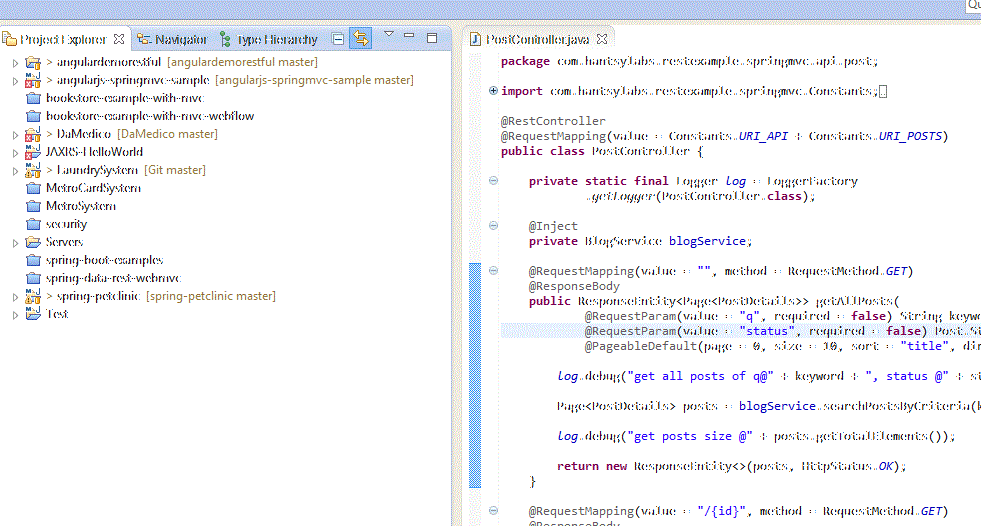 Qu
Project Explorer
Navigator
Type Hierarchy
> angulardemorestful [angulardemorestful master]
> angularjs-springmvc-sample [angularjs-springmvc-sample master]
bookstore-example-with-mvc
bookstore-example-with-mvc-webflow
> DaMedico [DaMedico master]
JAXRS-HelloWorld
> LaundrySystem [Git master]
MetroCardSystem
MetroSystem
security
Servers
spring-boot-examples
spring-data-rest-webmvc
> spring-petclinic [spring-petclinic master]
Test
PostController.java
package com.hantsylabs.restexample.springmvc.api.post;
import com.hantsylabs.restexample.springmvc.Constants;
@RestController
@RequestMapping(value = Constants.URI_API + Constants.URI_POSTS)
public class PostController {
private static final Logger log = LoggerFactory
.getLogger(PostController.class);
@Inject
private BlogService blogService;
@RequestMapping(value = "", method = RequestMethod.GET)
@ResponseBody
public ResponseEntity<Page<PostDetails>> getAllPosts(
@RequestParam(value = "q", required = false) String keyw
@RequestParam(value = "status", required = false) Post.St
@PageableDefault(page = 0, size = 10, sort = "title", dir
log.debug("get all posts of q@" + keyword + ", status @" + st
Page<PostDetails> posts = blogService.searchPostsByCriteria(k
log.debug("get posts size @" + posts.getTotalElements());
return new ResponseEntity<>(posts, HttpStatus.OK);
}
@RequestMapping(value = "/{id}", method = RequestMethod.GET)
@ResponseBody